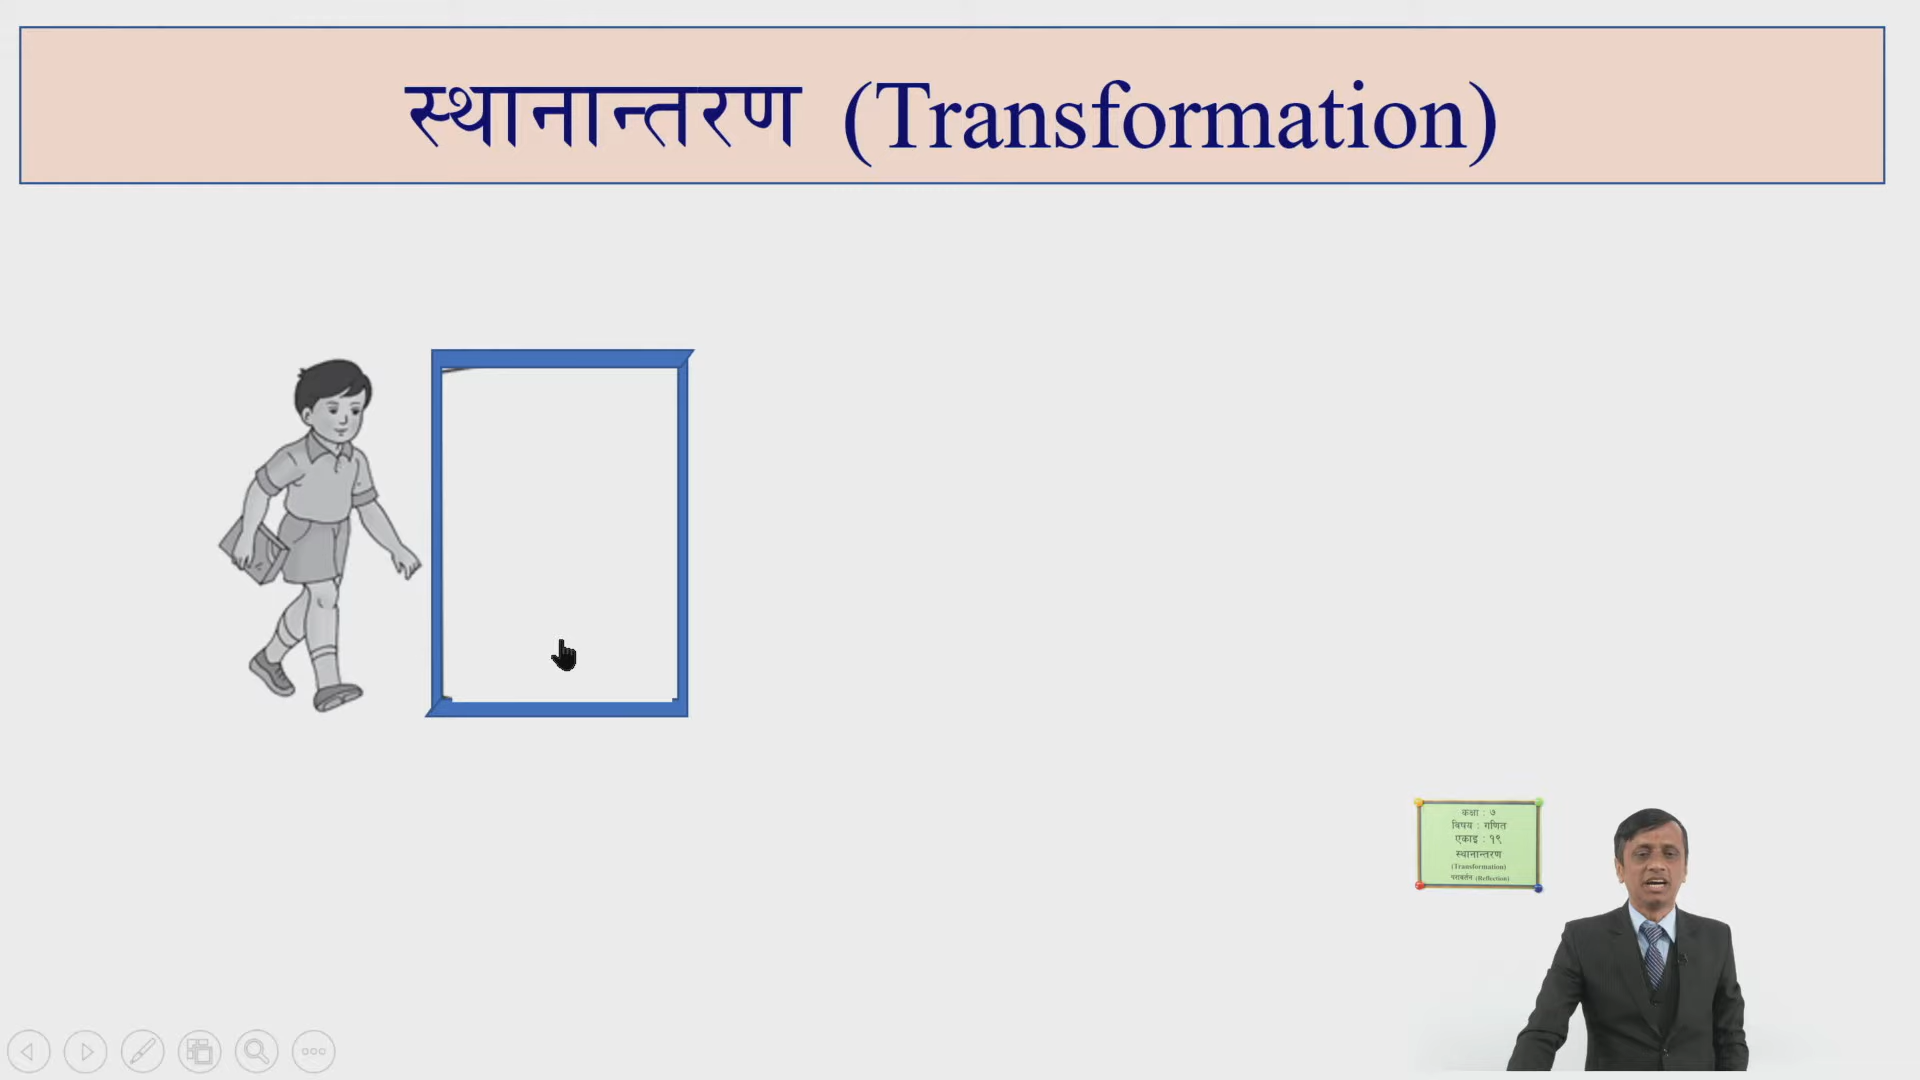 स्थानान्तरण (Transformation)
कक्षा : ७
विषय : गणित
एकाइ : १९
स्थानान्तरण
(Transformation)
परावर्तन (Reflection)